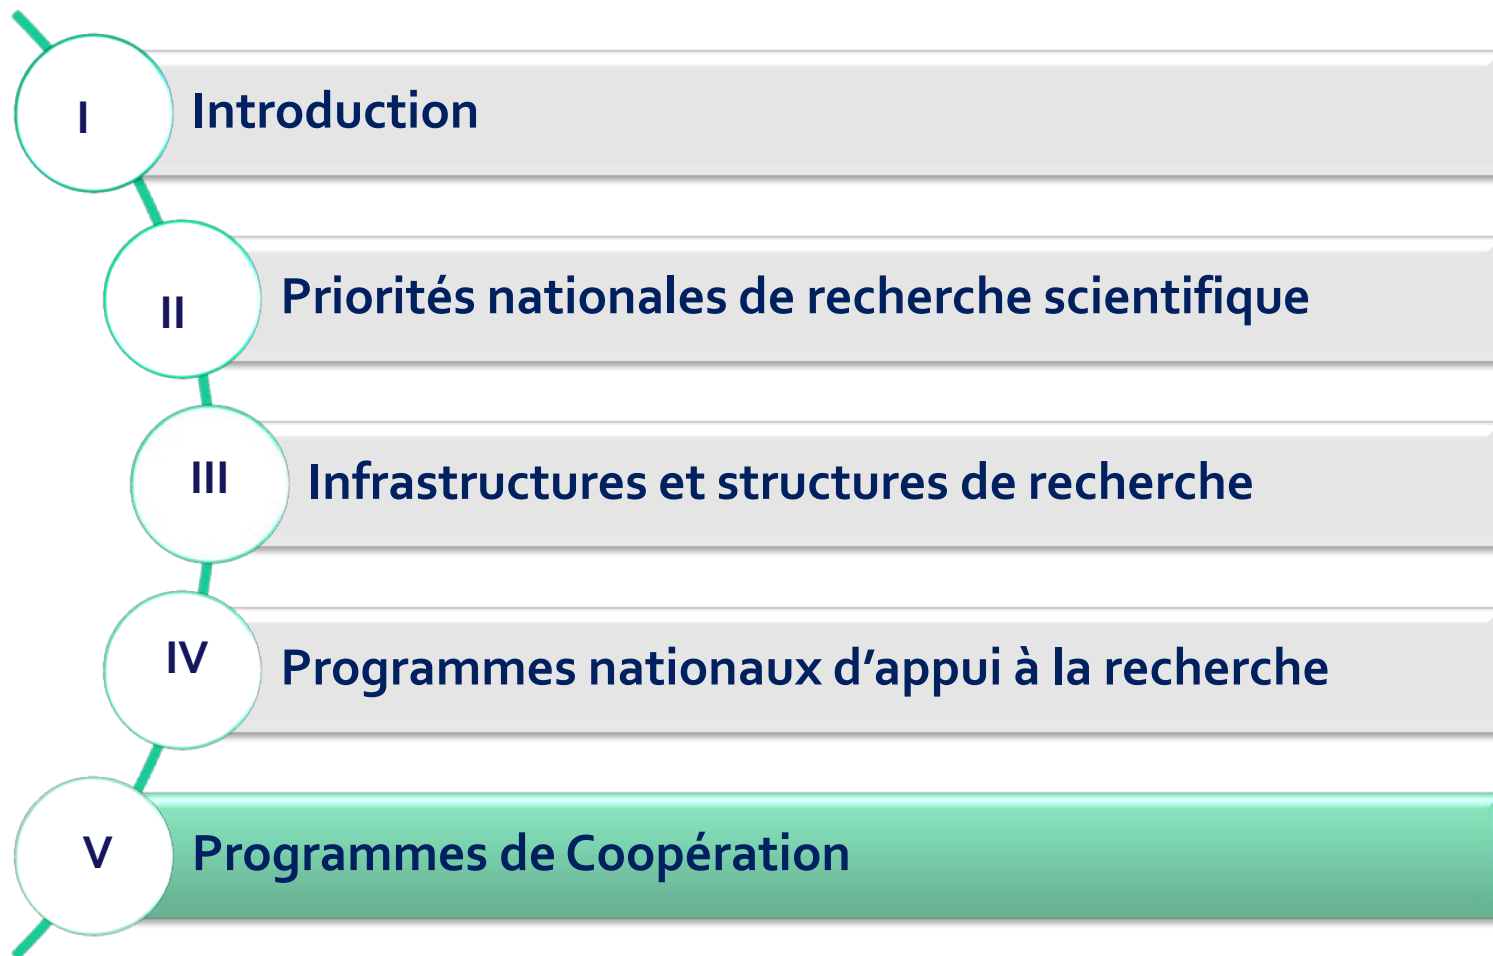 I
Introduction
II
Priorités nationales de recherche scientifique
III
Infrastructures et structures de recherche
IV
Programmes nationaux d’appui à la recherche
V
Programmes de Coopération